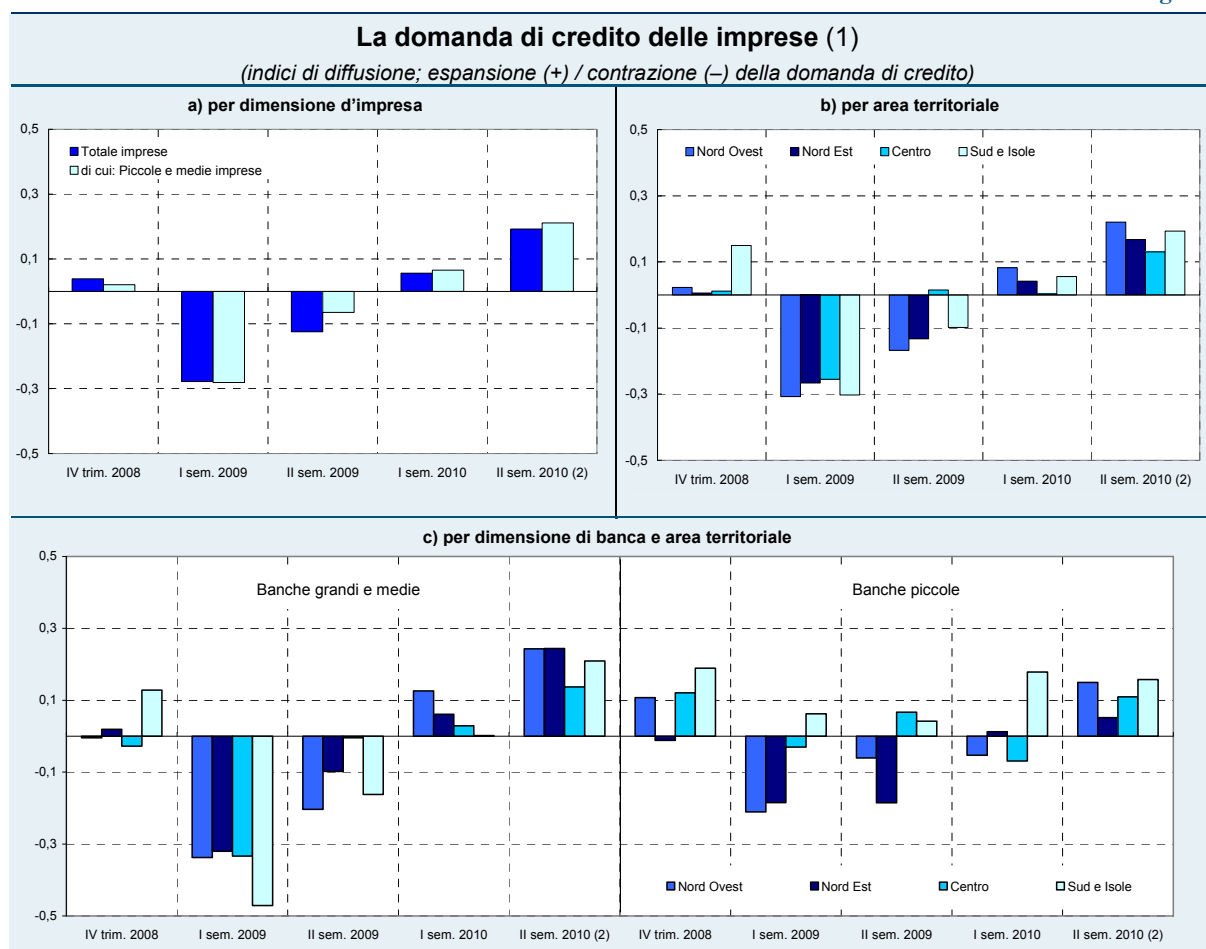 La domanda di credito delle imprese (1)
(indici di diffusione; espansione (+) / contrazione (–) della domanda di credito)
a) per dimensione d’impresa
0,5
0,3
0,1
-0,1
-0,3
-0,5
Totale imprese
di cui: Piccole e medie imprese
IV trim. 2008 I sem. 2009 II sem. 2009 I sem. 2010 II sem. 2010 (2)
b) per area territoriale
0,5
0,3
0,1
-0,1
-0,3
-0,5
Nord Ovest Nord Est Centro Sud e Isole
IV trim. 2008 I sem. 2009 II sem. 2009 I sem. 2010 II sem. 2010 (2)
c) per dimensione di banca e area territoriale
0,5
0,3
0,1
-0,1
-0,3
-0,5
Banche grandi e medie Banche piccole
Nord Ovest Nord Est Centro Sud e Isole
IV trim. 2008 I sem. 2009 II sem. 2009 I sem. 2010 II sem. 2010 (2) IV trim. 2008 I sem. 2009 II sem. 2009 I sem. 2010 II sem. 2010 (2)